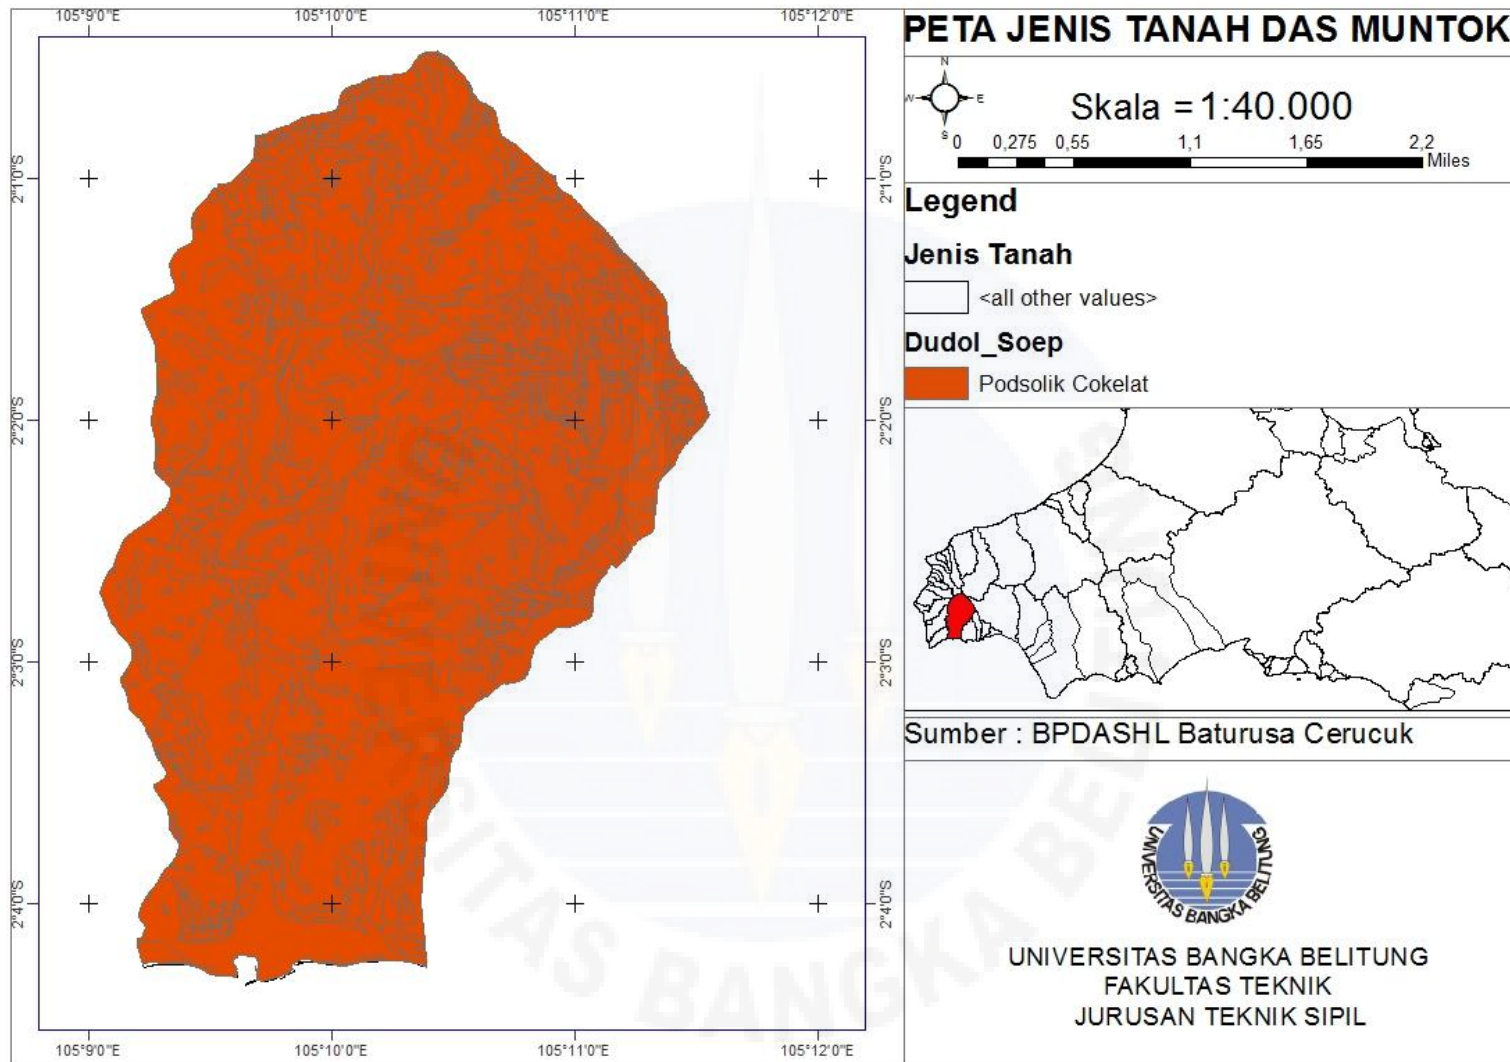 105°9'0"E 105°10'0"E 105°11'0"E 105°12'0"E
2°1'0"S 2°1'0"S
2°2'0"S 2°2'0"S
2°3'0"S 2°3'0"S
2°4'0"S 2°4'0"S
105°9'0"E 105°10'0"E 105°11'0"E 105°12'0"E
PETA JENIS TANAH DAS MUNTOK
N
W E
S
Skala = 1:40.000
0 0,275 0,55 1,1 1,65 2,2
Miles
Legend
Jenis Tanah
<all other values>
Dudol_Soep
Podsolik Cokelat
Sumber : BPDASHL Baturusa Cerucuk
UNIVERSITAS BANGKA BELITUNG
UNIVERSITAS BANGKA BELITUNG
FAKULTAS TEKNIK
JURUSAN TEKNIK SIPIL